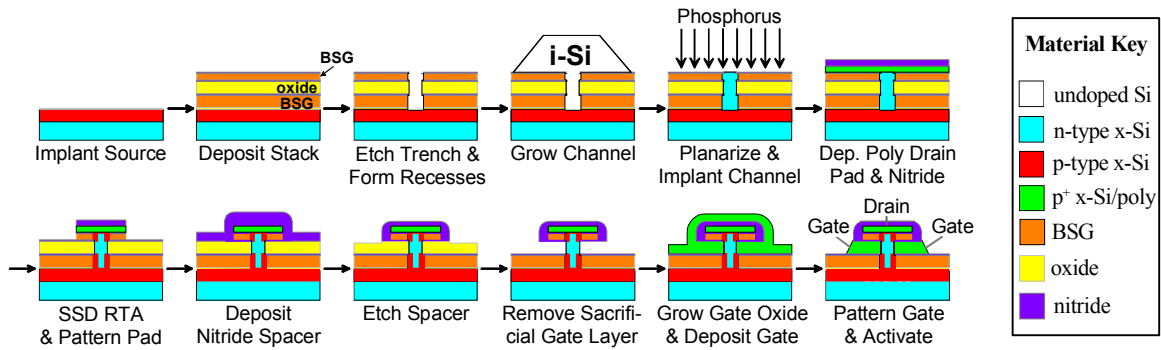 Phosphorus
BSG
oxide
BSG
i-Si
Implant Source
Deposit Stack
Etch Trench &
Form Recesses
Grow Channel
Planarize &
Implant Channel
Dep. Poly Drain
Pad & Nitride
Drain
Gate
Gate
SSD RTA
& Pattern Pad
Deposit
Nitride Spacer
Etch Spacer
Remove Sacrifi-
cial Gate Layer
Grow Gate Oxide
& Deposit Gate
Pattern Gate
& Activate
Material Key
undoped Si
n-type x-Si
p-type x-Si
p⁺ x-Si/poly
BSG
oxide
nitride